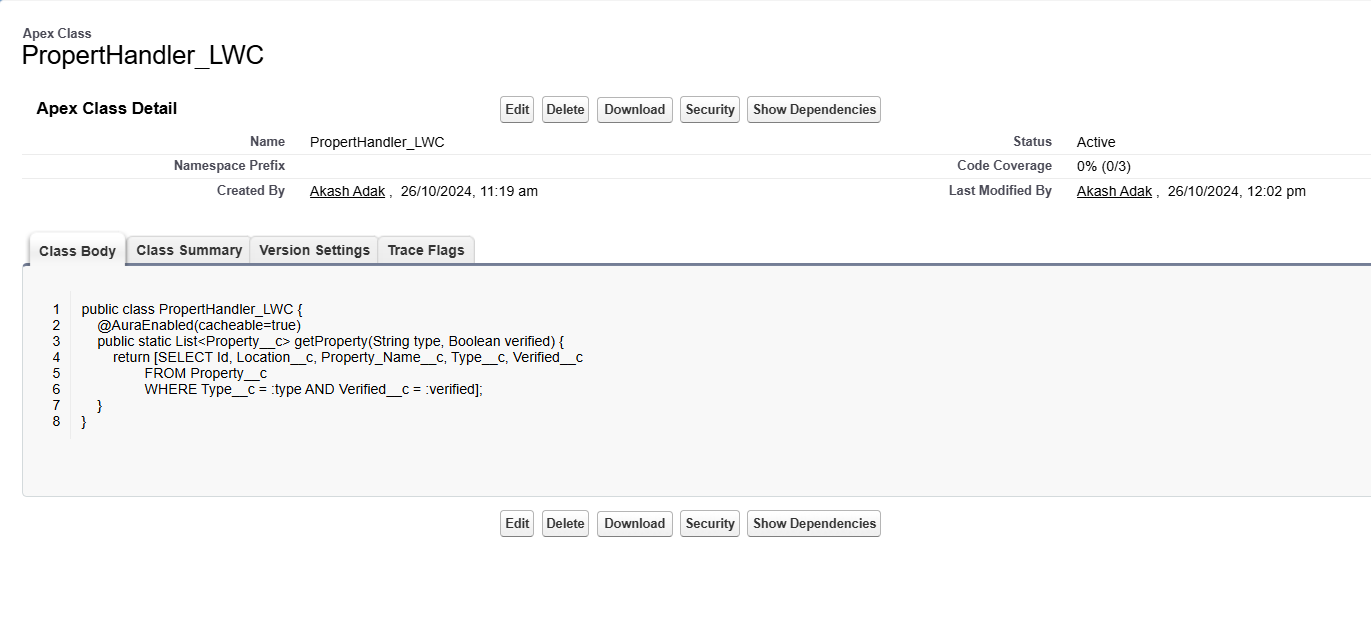 Apex Class
PropertHandler_LWC
Apex Class Detail
Edit Delete Download Security Show Dependencies
Name PropertHandler_LWC Status Active
Namespace Prefix Code Coverage 0% (0/3)
Created By Akash Adak , 26/10/2024, 11:19 am Last Modified By Akash Adak , 26/10/2024, 12:02 pm
Class Body Class Summary Version Settings Trace Flags
1 public class PropertHandler_LWC {
2 @AuraEnabled(cacheable=true)
3 public static List<Property__c> getProperty(String type, Boolean verified) {
4 return [SELECT Id, Location__c, Property_Name__c, Type__c, Verified__c
5 FROM Property__c
6 WHERE Type__c = :type AND Verified__c = :verified];
7 }
8 }
Edit Delete Download Security Show Dependencies